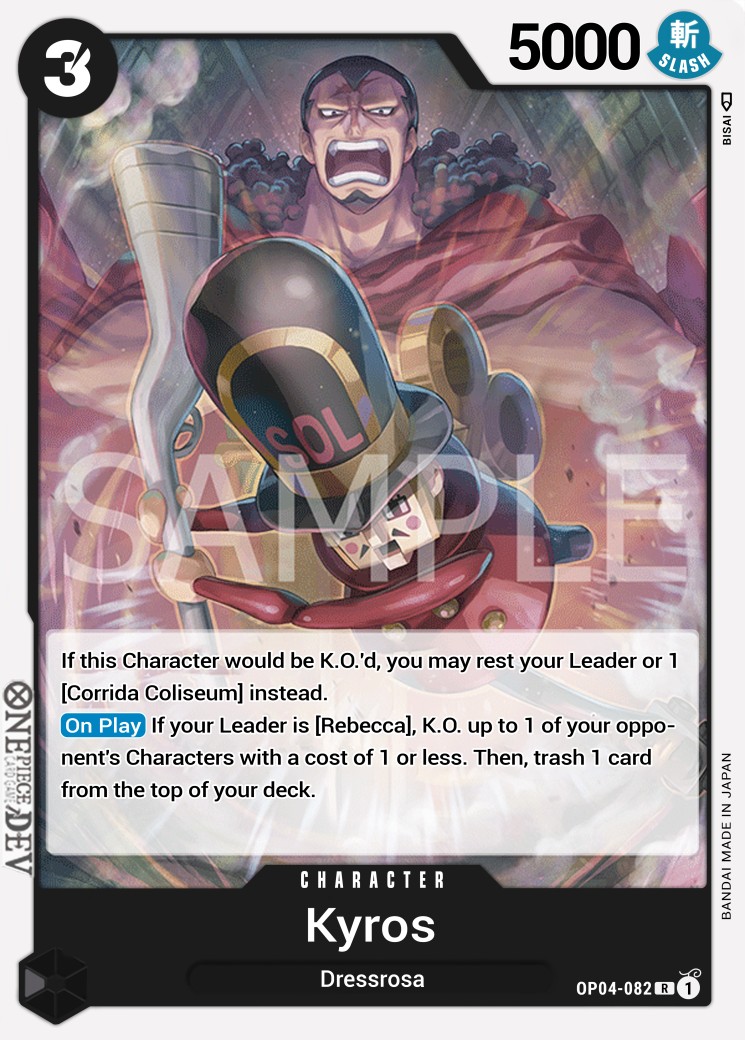 3
5000
斬
SLASH
BISAI
SOL
SAMPLE
If this Character would be K.O.'d, you may rest your Leader or 1
[Corrida Coliseum] instead.
On Play If your Leader is [Rebecca], K.O. up to 1 of your oppo-
nent's Characters with a cost of 1 or less. Then, trash 1 card
from the top of your deck.
ONE PIECE
CARD GAME
DEV
BANDAI MADE IN JAPAN
CHARACTER
Kyros
Dressrosa
OP04-082 R 1